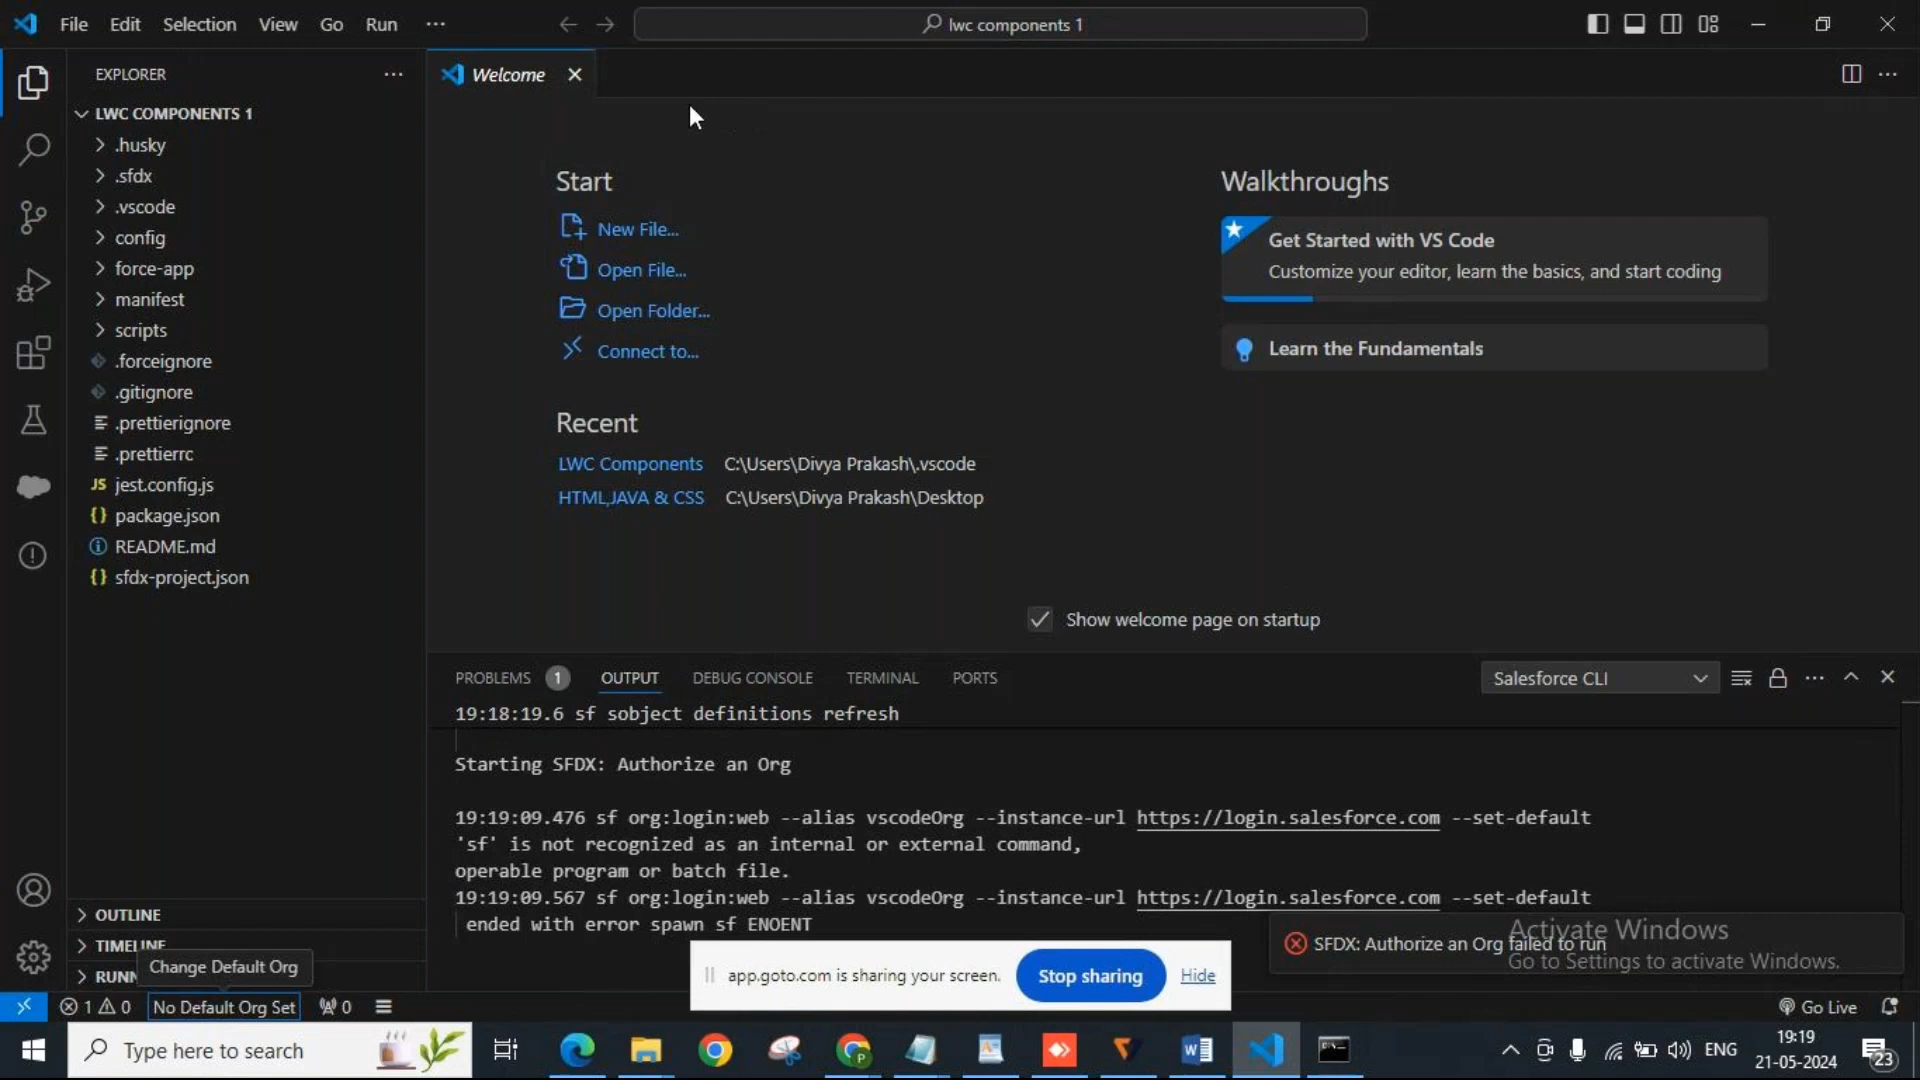 File Edit Selection View Go Run ···
lwc components 1
EXPLORER
LWC COMPONENTS 1
.husky
.sfdx
.vscode
config
force-app
manifest
scripts
.forceignore
.gitignore
.prettierignore
.prettierrc
JS jest.config.js
{} package.json
README.md
{} sfdx-project.json
OUTLINE
TIMELINE
RUNN
Change Default Org
Welcome
Start
New File...
Open File...
Open Folder...
Connect to...
Recent
LWC Components C:\Users\Divya Prakash\.vscode
HTML,JAVA & CSS C:\Users\Divya Prakash\Desktop
Walkthroughs
Get Started with VS Code
Customize your editor, learn the basics, and start coding
Learn the Fundamentals
Show welcome page on startup
PROBLEMS 1 OUTPUT DEBUG CONSOLE TERMINAL PORTS
Salesforce CLI
19:18:19.6 sf sobject definitions refresh
Starting SFDX: Authorize an Org
19:19:09.476 sf org:login:web --alias vscodeOrg --instance-url https://login.salesforce.com --set-default
'sf' is not recognized as an internal or external command,
operable program or batch file.
19:19:09.567 sf org:login:web --alias vscodeOrg --instance-url https://login.salesforce.com --set-default
ended with error spawn sf ENOENT
SFDX: Authorize an Org failed to run
Activate Windows
Go to Settings to activate Windows.
app.goto.com is sharing your screen. Stop sharing Hide
1 0 No Default Org Set 0
Go Live
Type here to search
P
ENG
19:19
21-05-2024
23